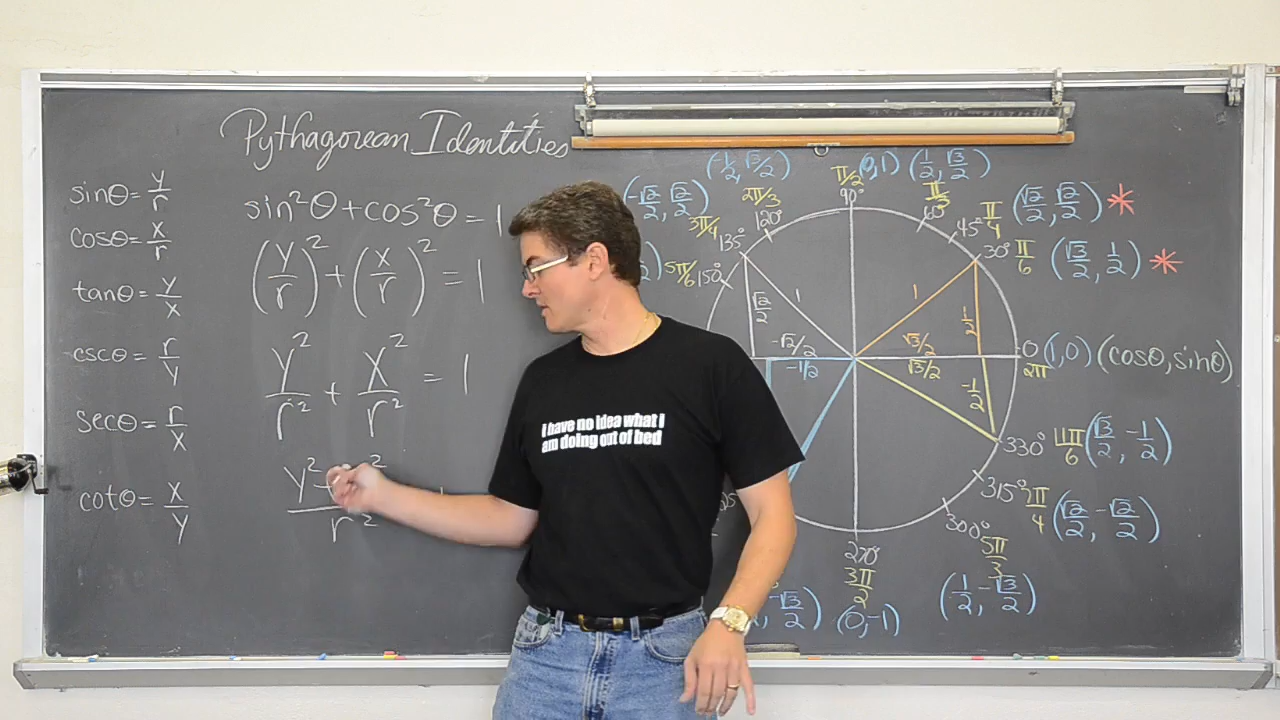 Pythagorean Identities
sinθ = y/r
cosθ = x/r
tanθ = y/x
cscθ = r/y
secθ = r/x
cotθ = x/y
sin²θ + cos²θ = 1
(y/r)² + (x/r)² = 1
y²/r² + x²/r² = 1
y² + ²/r²
i have no idea what i
am doing out of bed
(-1/2, √3/2)
2π/3
120°
(-√2/2, √2/2)
3π/4
135°
5π/6
150°
π/2
90°
(0,1)
(1/2, √3/2)
π/3
60°
45°
π/4
(√2/2, √2/2) *
30°
π/6
(√3/2, 1/2) *
1
√2/2
-√2/2
-1/2
1
1/2
√3/2
√3/2
-1/2
0
2π
(1,0)
(cosθ, sinθ)
330°
11π/6
(√3/2, -1/2)
315°
7π/4
(√2/2, -√2/2)
300°
5π/3
(1/2, -√3/2)
270°
3π/2
(0,-1)
-√3/2)